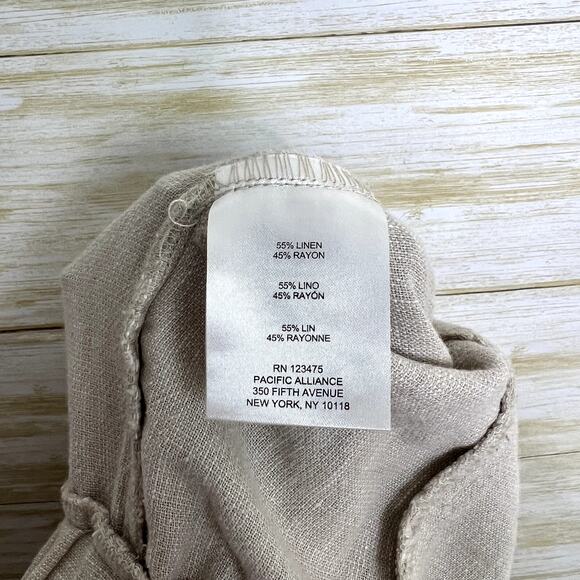 55% LINEN
45% RAYON
55% LINO
45% RAYÓN
55% LIN
45% RAYONNE
RN 123475
PACIFIC ALLIANCE
350 FIFTH AVENUE
NEW YORK, NY 10118